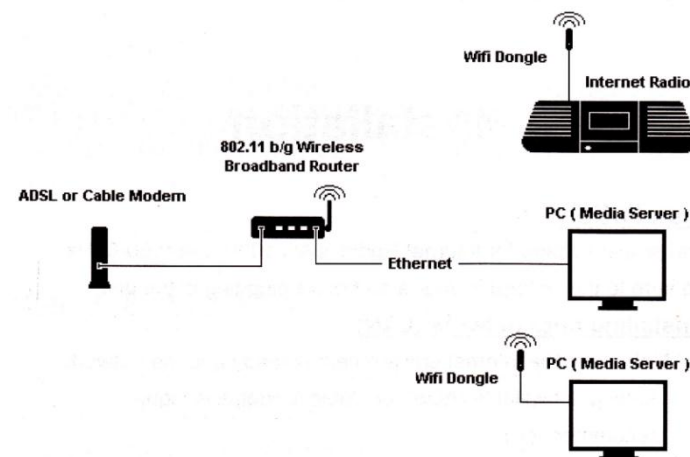 Wifi Dongle
Internet Radio
802.11 b/g Wireless
Broadband Router
ADSL or Cable Modem
PC ( Media Server )
Ethernet
Wifi Dongle
PC ( Media Server )